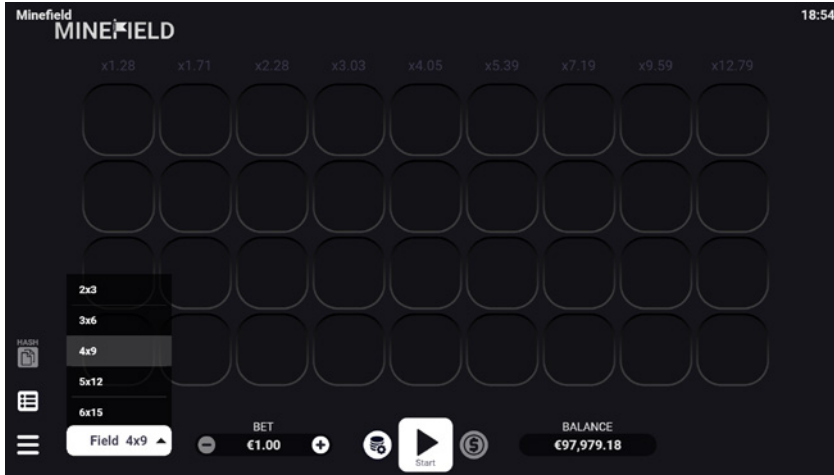 Minefield
18:54
MINEFIELD
x1.28 x1.71 x2.28 x3.03 x4.05 x5.39 x7.19 x9.59 x12.79
2x3
3x6
4x9
5x12
6x15
HASH
Field 4x9
BET
€1.00
Start
BALANCE
€97,979.18